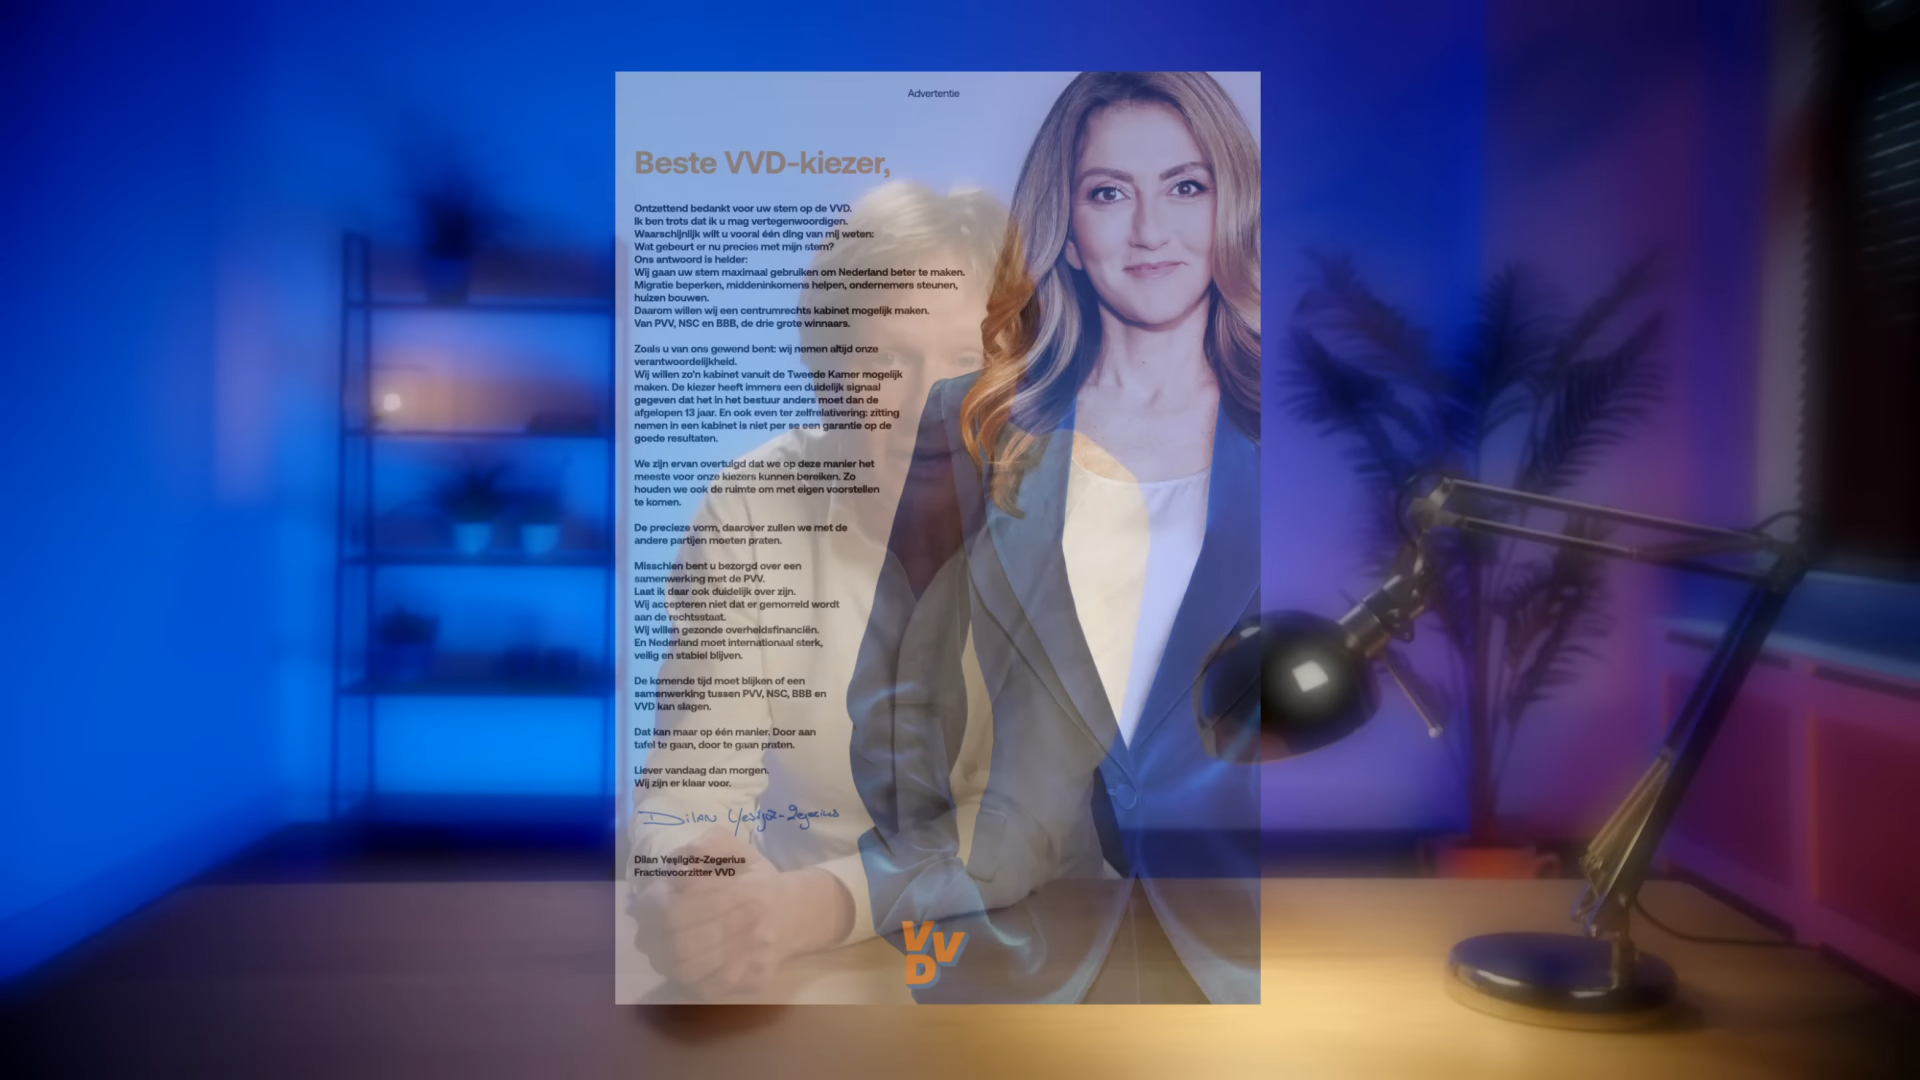 Advertentie
Beste VVD-kiezer,
Ontzettend bedankt voor uw stem op de VVD.
Ik ben trots dat ik u mag vertegenwoordigen.
Waarschijnlijk wilt u vooral één ding van mij weten:
Wat gebeurt er nu precies met mijn stem?
Ons antwoord is helder:
Wij gaan uw stem maximaal gebruiken om Nederland beter te maken.
Migratie beperken, middeninkomens helpen, ondernemers steunen,
huizen bouwen.
Daarom willen wij een centrumrechts kabinet mogelijk maken.
Van PVV, NSC en BBB, de drie grote winnaars.
Zoals u van ons gewend bent: wij nemen altijd onze
verantwoordelijkheid.
Wij willen zo'n kabinet vanuit de Tweede Kamer mogelijk
maken. De kiezer heeft immers een duidelijk signaal
gegeven dat het in het bestuur anders moet dan de
afgelopen 13 jaar. En ook even ter zelfrelativering: zitting
nemen in een kabinet is niet per se een garantie op de
goede resultaten.
We zijn ervan overtuigd dat we op deze manier het
meeste voor onze kiezers kunnen bereiken. Zo
houden we ook de ruimte om met eigen voorstellen
te komen.
De precieze vorm, daarover zullen we met de
andere partijen moeten praten.
Misschien bent u bezorgd over een
samenwerking met de PVV.
Laat ik daar ook duidelijk over zijn.
Wij accepteren niet dat er gemorreld wordt
aan de rechtsstaat.
Wij willen gezonde overheidsfinanciën.
En Nederland moet internationaal sterk,
veilig en stabiel blijven.
De komende tijd moet blijken of een
samenwerking tussen PVV, NSC, BBB en
VVD kan slagen.
Dat kan maar op één manier. Door aan
tafel te gaan, door te gaan praten.
Liever vandaag dan morgen.
Wij zijn er klaar voor.
Dilan Yeşilgöz-Zegerius
Dilan Yeşilgöz-Zegerius
Fractievoorzitter VVD
VVD